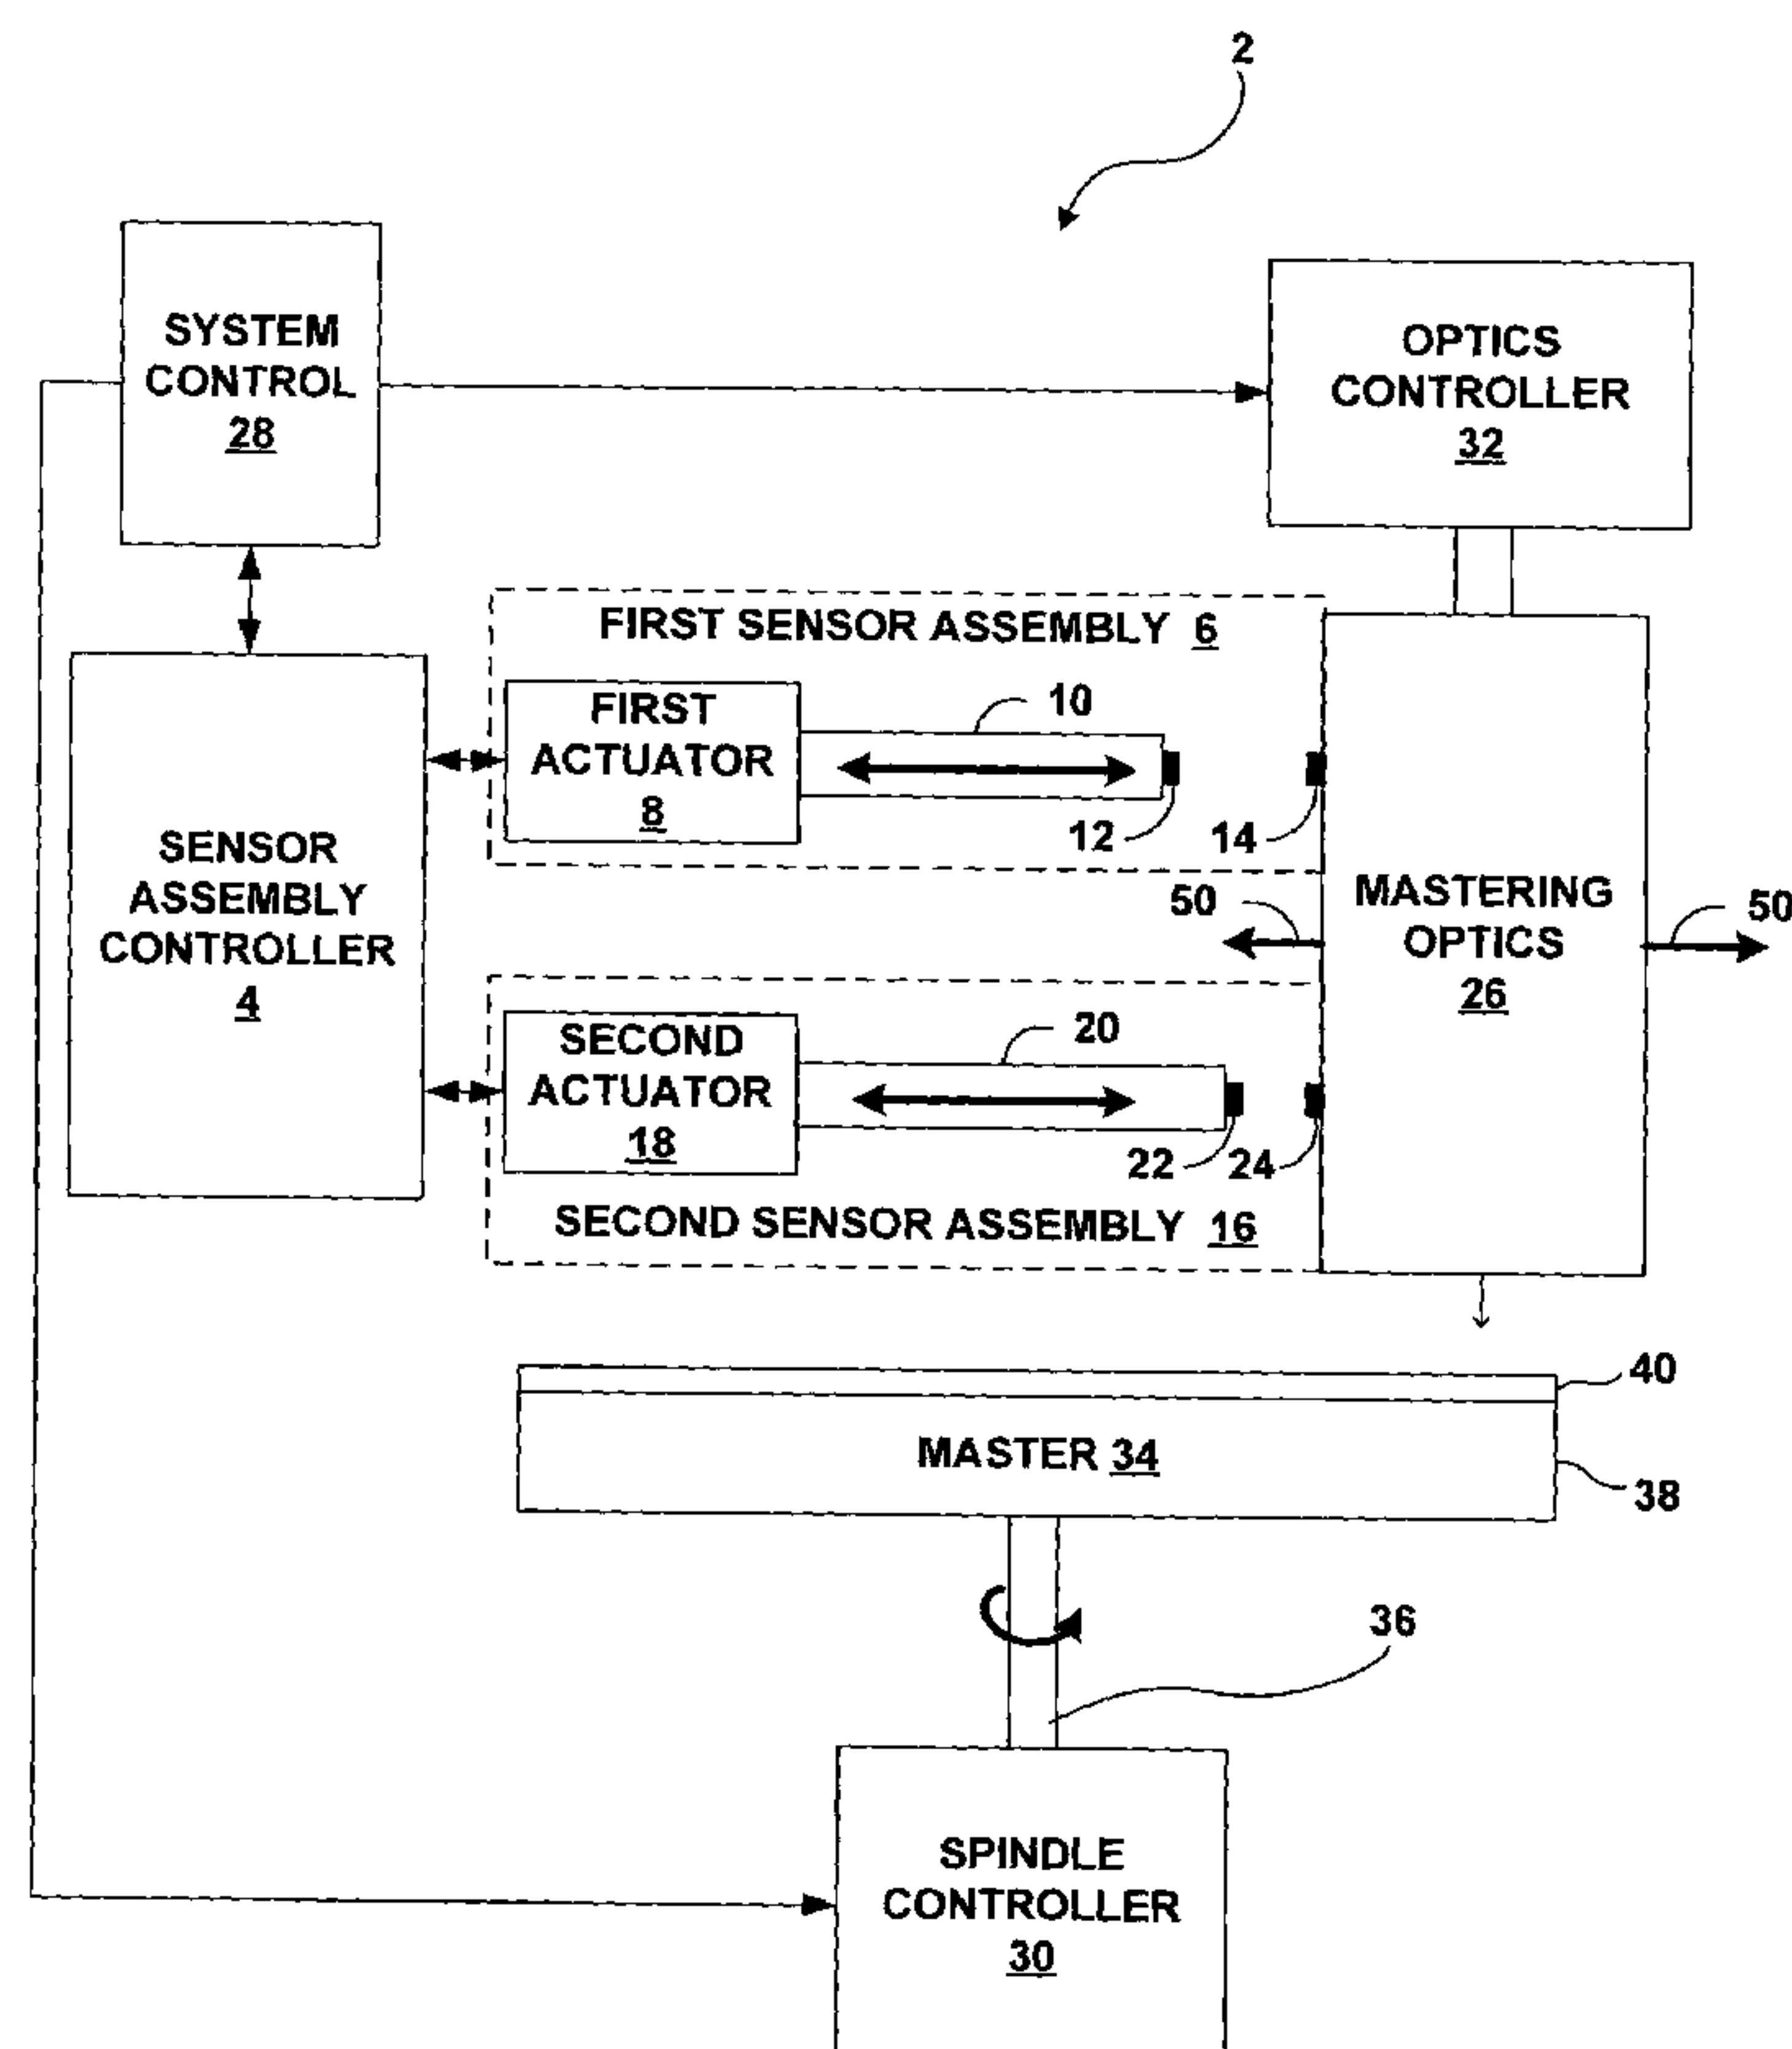 2
SYSTEM
CONTROL
28
OPTICS
CONTROLLER
32
FIRST SENSOR ASSEMBLY 6
FIRST
ACTUATOR
8
10
12
14
SENSOR
ASSEMBLY
CONTROLLER
4
MASTERING
OPTICS
26
50
50
SECOND
ACTUATOR
18
20
22
24
SECOND SENSOR ASSEMBLY 16
40
MASTER 34
38
36
SPINDLE
CONTROLLER
30